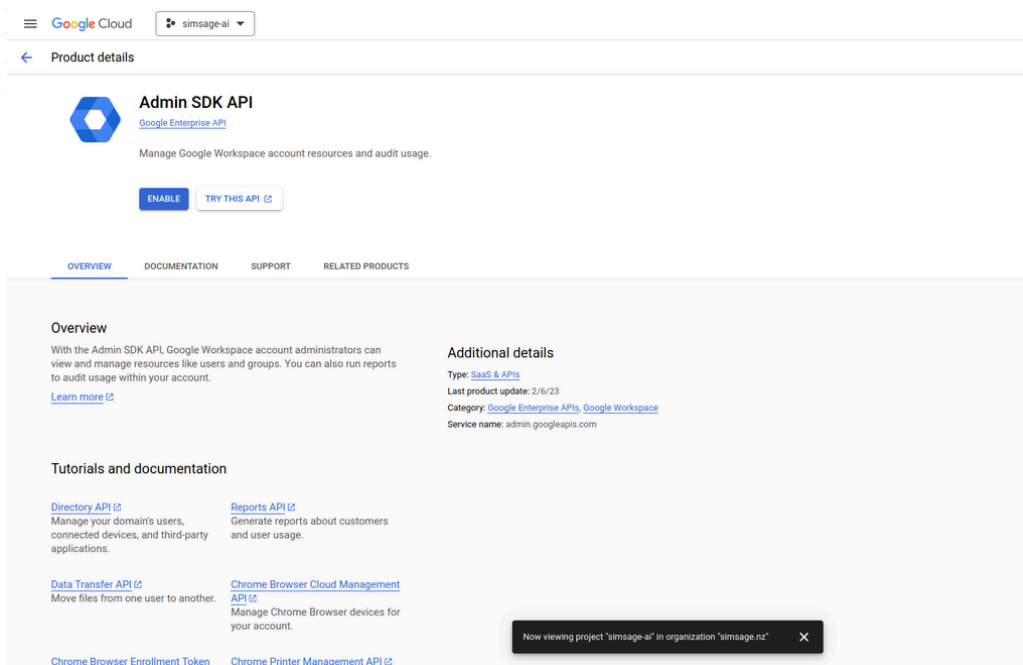 Google Cloud
simsage-ai
Product details
Admin SDK API
Google Enterprise API
Manage Google Workspace account resources and audit usage.
ENABLE
TRY THIS API
OVERVIEW
DOCUMENTATION
SUPPORT
RELATED PRODUCTS
Overview
With the Admin SDK API, Google Workspace account administrators can
view and manage resources like users and groups. You can also run reports
to audit usage within your account.
Learn more
Additional details
Type: SaaS & APIs
Last product update: 2/6/23
Category: Google Enterprise APIs, Google Workspace
Service name: admin.googleapis.com
Tutorials and documentation
Directory API
Manage your domain's users,
connected devices, and third-party
applications.
Reports API
Generate reports about customers
and user usage.
Data Transfer API
Move files from one user to another.
Chrome Browser Cloud Management
API
Manage Chrome Browser devices for
your account.
Chrome Browser Enrollment Token
Chrome Printer Management API
Now viewing project "simsage-ai" in organization "simsage.nz"